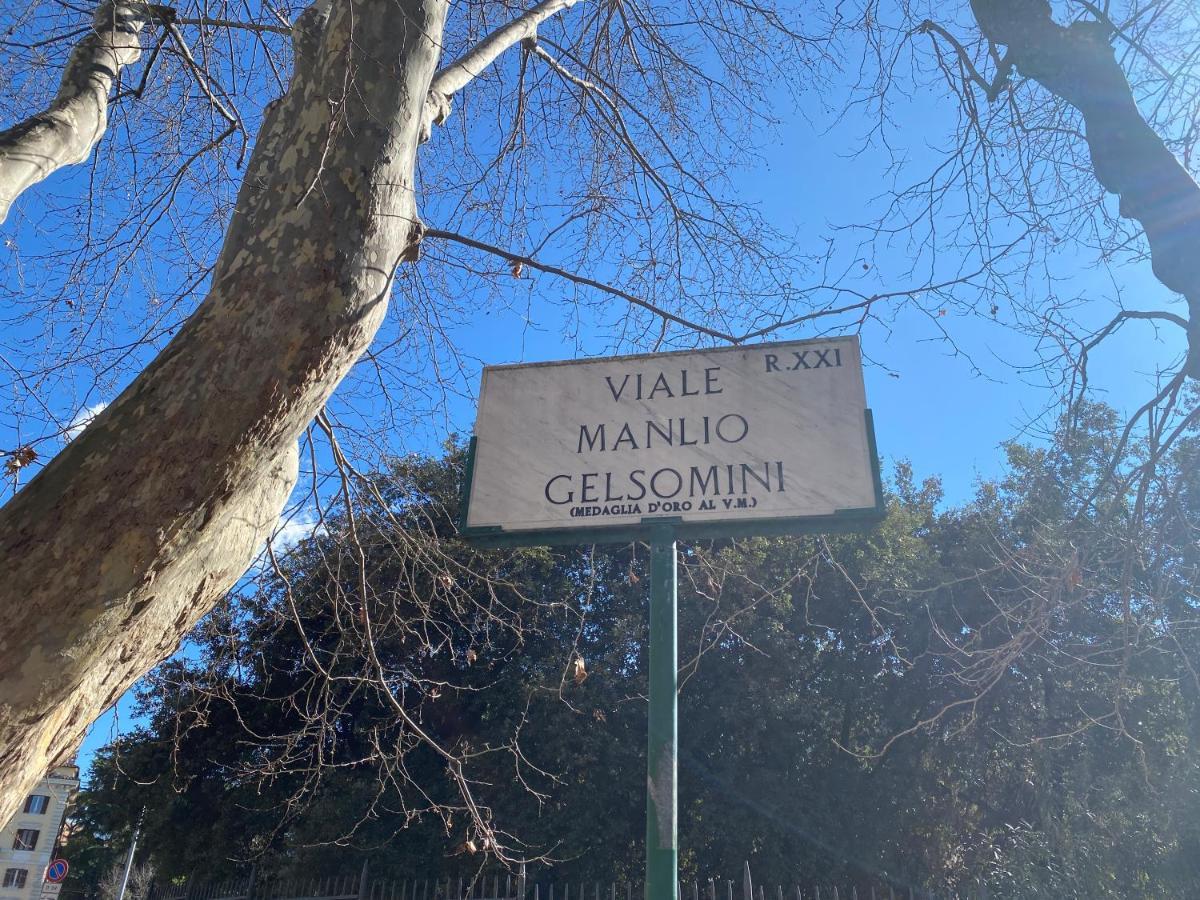 R.XXI
VIALE
MANLIO
GELSOMINI
(MEDAGLIA D'ORO AL V.M.)